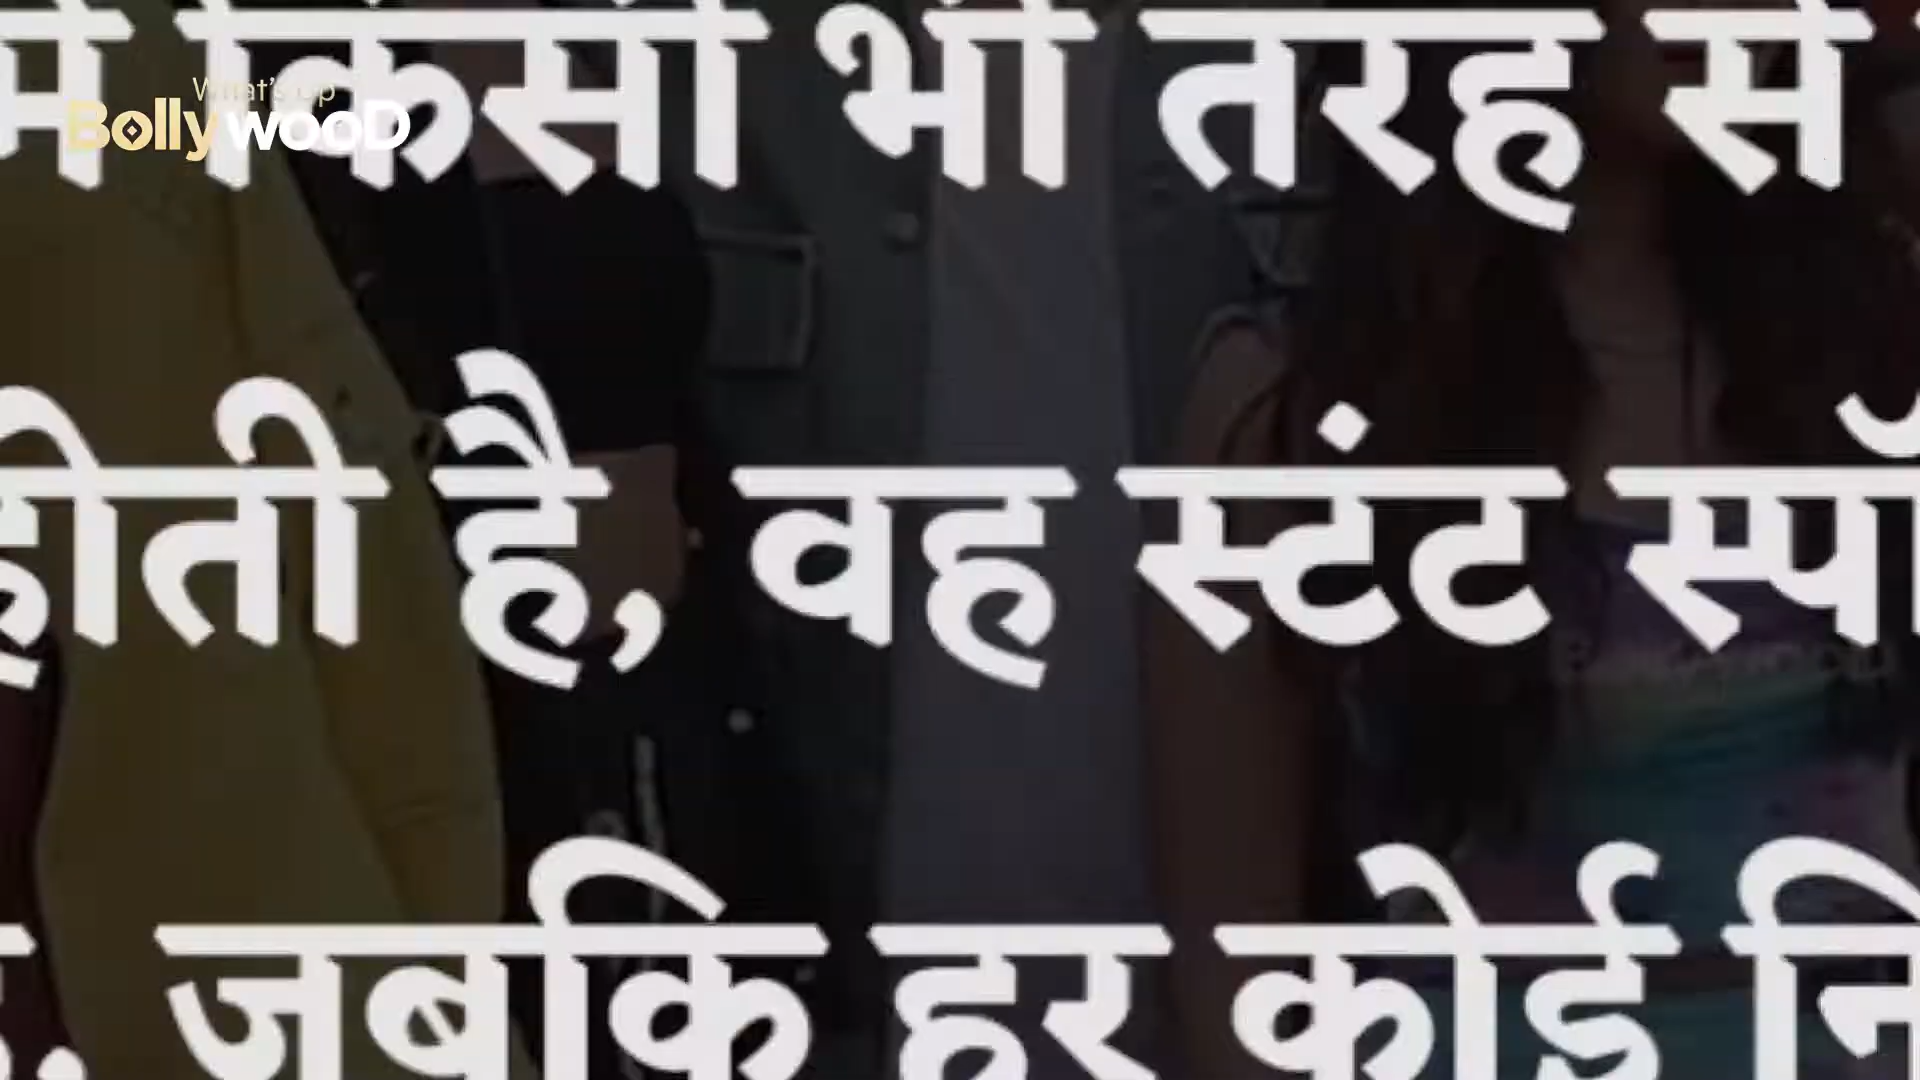 What's up
Bollywood
में किसी भी तरह से
होती है, वह स्टंट
जबकि हर कोई